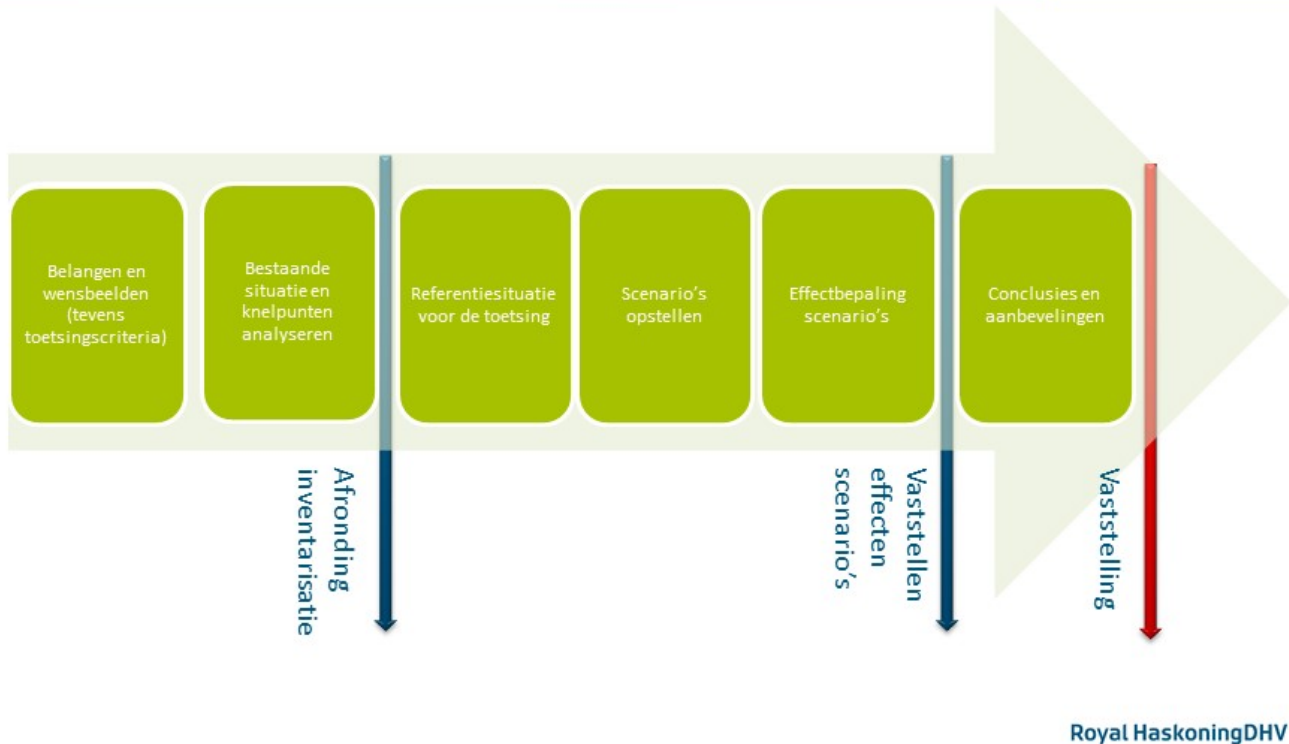 Belangen en
wensbeelden
(tevens
toetsingscriteria)
Bestaande
situatie en
knelpunten
analyseren
Referentiesituatie
voor de toetsing
Scenario's
opstellen
Effectbepaling
scenario's
Conclusies en
aanbevelingen
Afronding
inventarisatie
Vaststellen
effecten
scenario's
Vaststelling
Royal HaskoningDHV